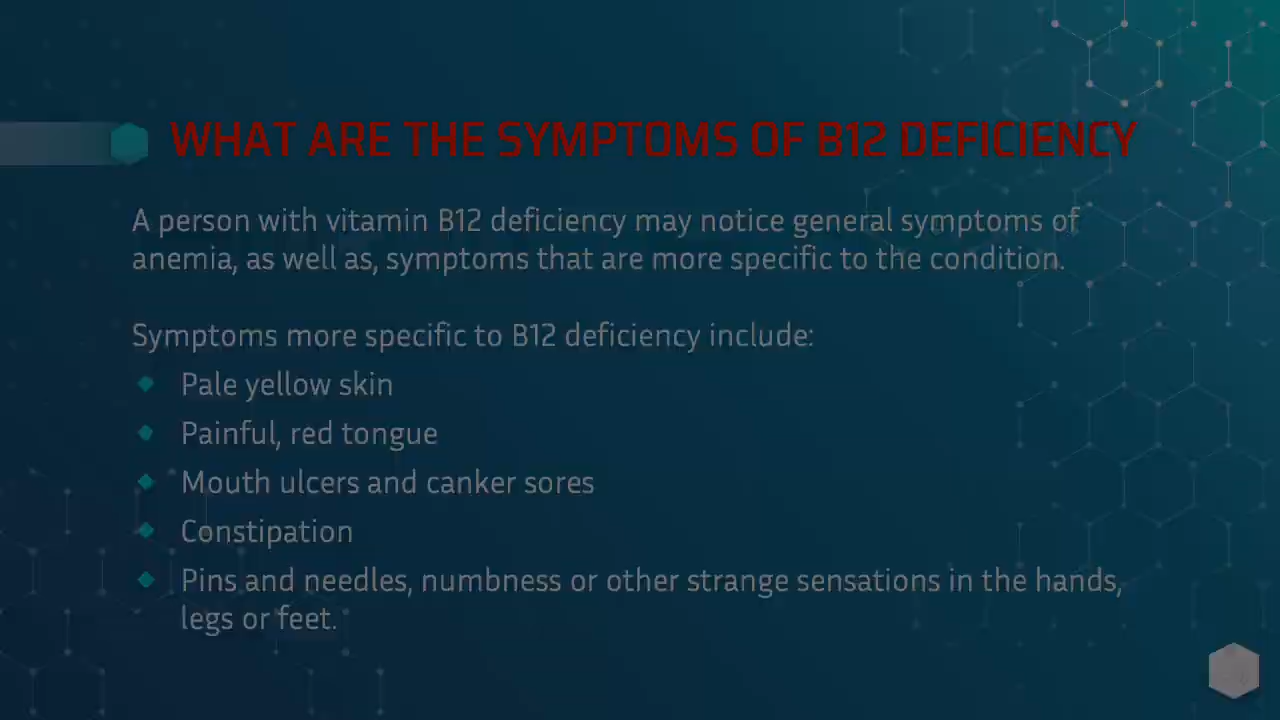 WHAT ARE THE SYMPTOMS OF B12 DEFICIENCY
A person with vitamin B12 deficiency may notice general symptoms of
anemia, as well as, symptoms that are more specific to the condition.
Symptoms more specific to B12 deficiency include:
Pale yellow skin
Painful, red tongue
Mouth ulcers and canker sores
Constipation
Pins and needles, numbness or other strange sensations in the hands,
legs or feet.